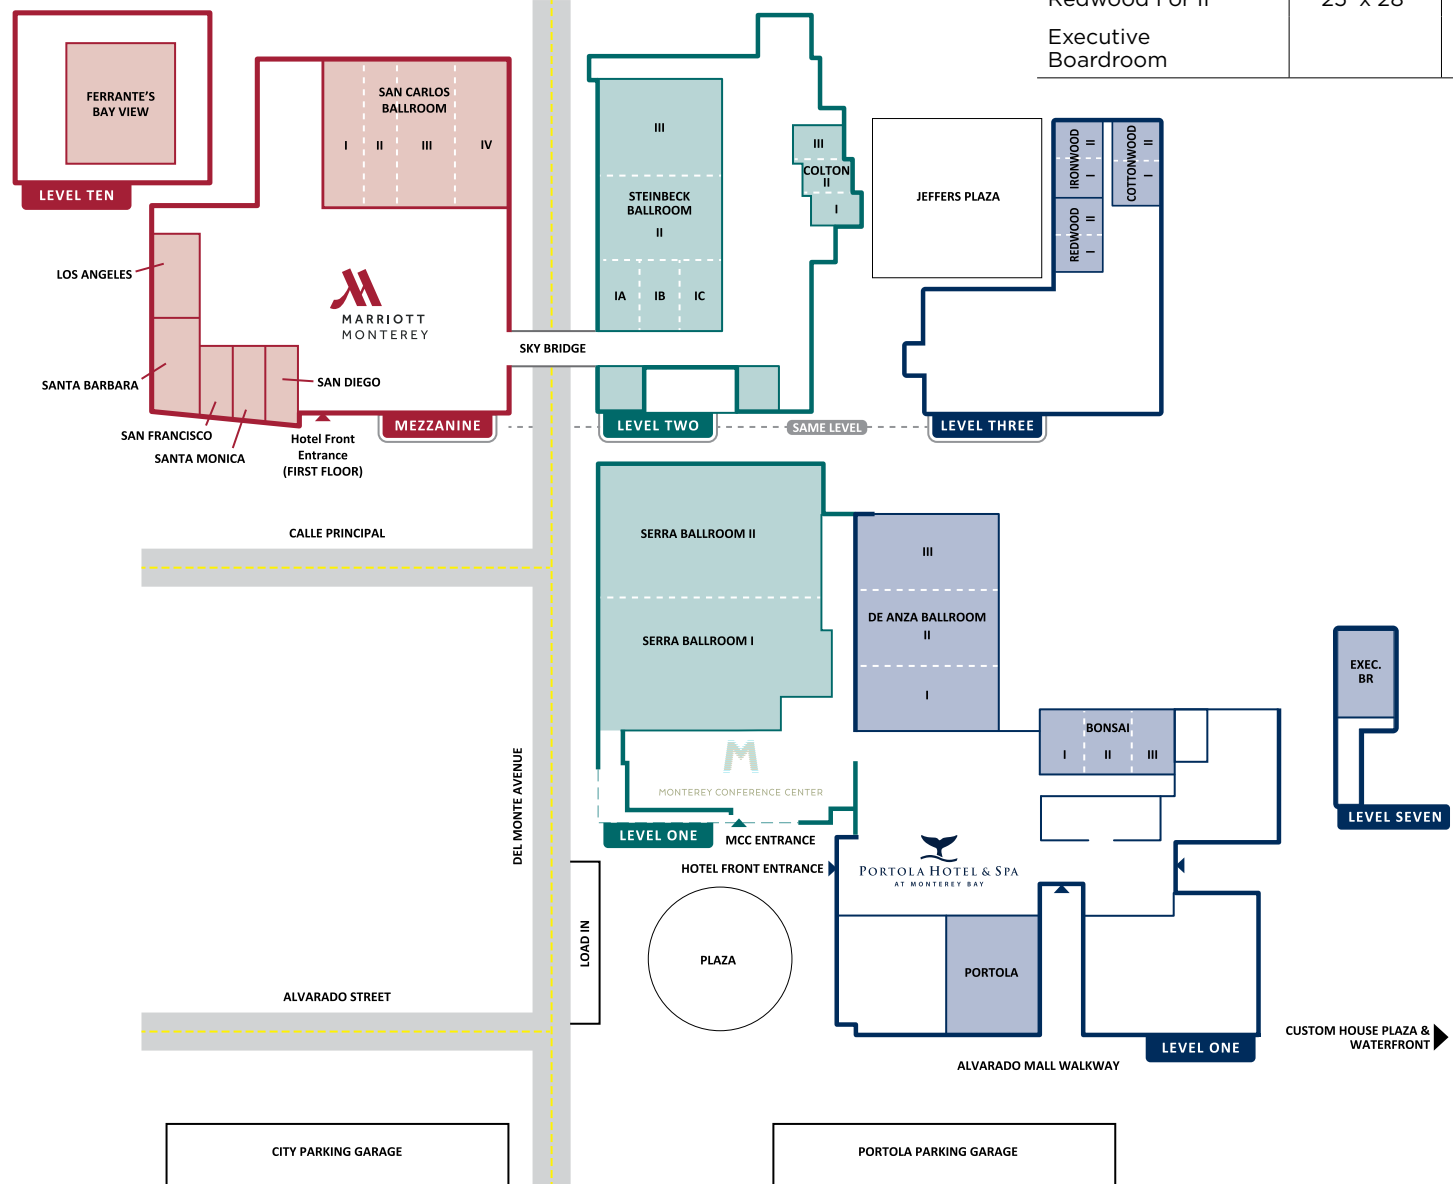 Redwood I or II
25' x 28'
Executive
Boardroom
FERRANTE'S
BAY VIEW
LEVEL TEN
SAN CARLOS
BALLROOM
I
II
III
IV
LOS ANGELES
SANTA BARBARA
SAN FRANCISCO
SANTA MONICA
SAN DIEGO
MARRIOTT
MONTEREY
Hotel Front
Entrance
(FIRST FLOOR)
MEZZANINE
SKY BRIDGE
III
STEINBECK
BALLROOM
II
IA
IB
IC
III
COLTON
II
I
LEVEL TWO
SAME LEVEL
JEFFERS PLAZA
IRONWOOD
I
II
COTTONWOOD
I
II
REDWOOD
I
II
LEVEL THREE
CALLE PRINCIPAL
SERRA BALLROOM II
SERRA BALLROOM I
III
DE ANZA BALLROOM
II
I
MONTEREY CONFERENCE CENTER
LEVEL ONE
MCC ENTRANCE
HOTEL FRONT ENTRANCE
BONSAI
I
II
III
EXEC.
BR
LEVEL SEVEN
PORTOLA HOTEL & SPA
AT MONTEREY BAY
DEL MONTE AVENUE
LOAD IN
PLAZA
PORTOLA
ALVARADO STREET
LEVEL ONE
CUSTOM HOUSE PLAZA &
WATERFRONT
ALVARADO MALL WALKWAY
CITY PARKING GARAGE
PORTOLA PARKING GARAGE